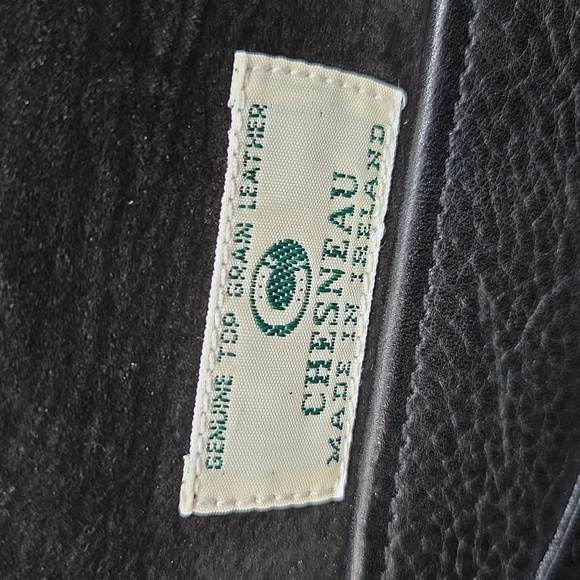 GENUINE TOP GRAIN LEATHER
CHESNEAU
MADE IN IRELAND